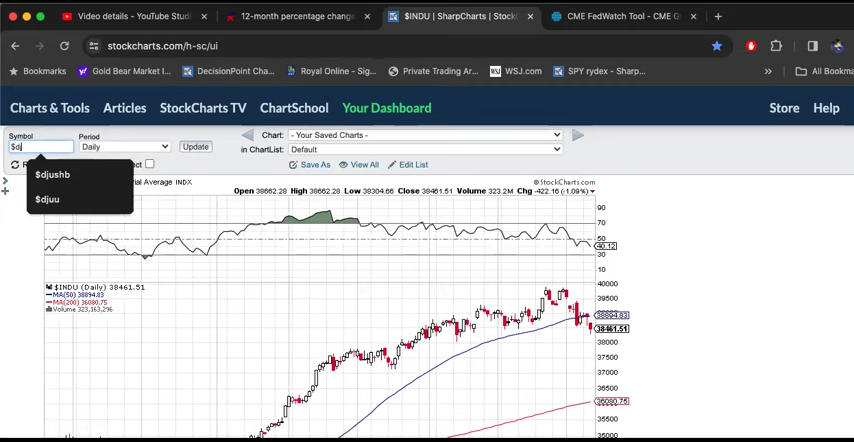 Video details - YouTube Studi
12-month percentage change
$INDU | SharpCharts | StockC
CME FedWatch Tool - CME G
stockcharts.com/h-sc/ui
Bookmarks
Gold Bear Market I...
DecisionPoint Cha...
Royal Online - Sig...
Private Trading Ar...
WSJ.com
SPY rydex - Sharp...
»
All Bookma
Charts & Tools
Articles
StockCharts TV
ChartSchool
Your Dashboard
Store
Help
Symbol
Period
$dj
Daily
Update
Chart:
- Your Saved Charts -
in ChartList:
Default
Save As
View All
Edit List
$djushb
$djuu
rial Average INDX
© StockCharts.com
Open 38662.28 High 38662.28 Low 38304.66 Close 38461.51 Volume 323.2M Chg -422.16 (-1.09%)
90
70
50
40.12
30
10
$INDU (Daily) 38461.51
MA(50) 38894.83
MA(200) 36080.75
Volume 323,163,296
40000
39500
38894.83
38461.51
38000
37500
37000
36500
36080.75
35500
35000